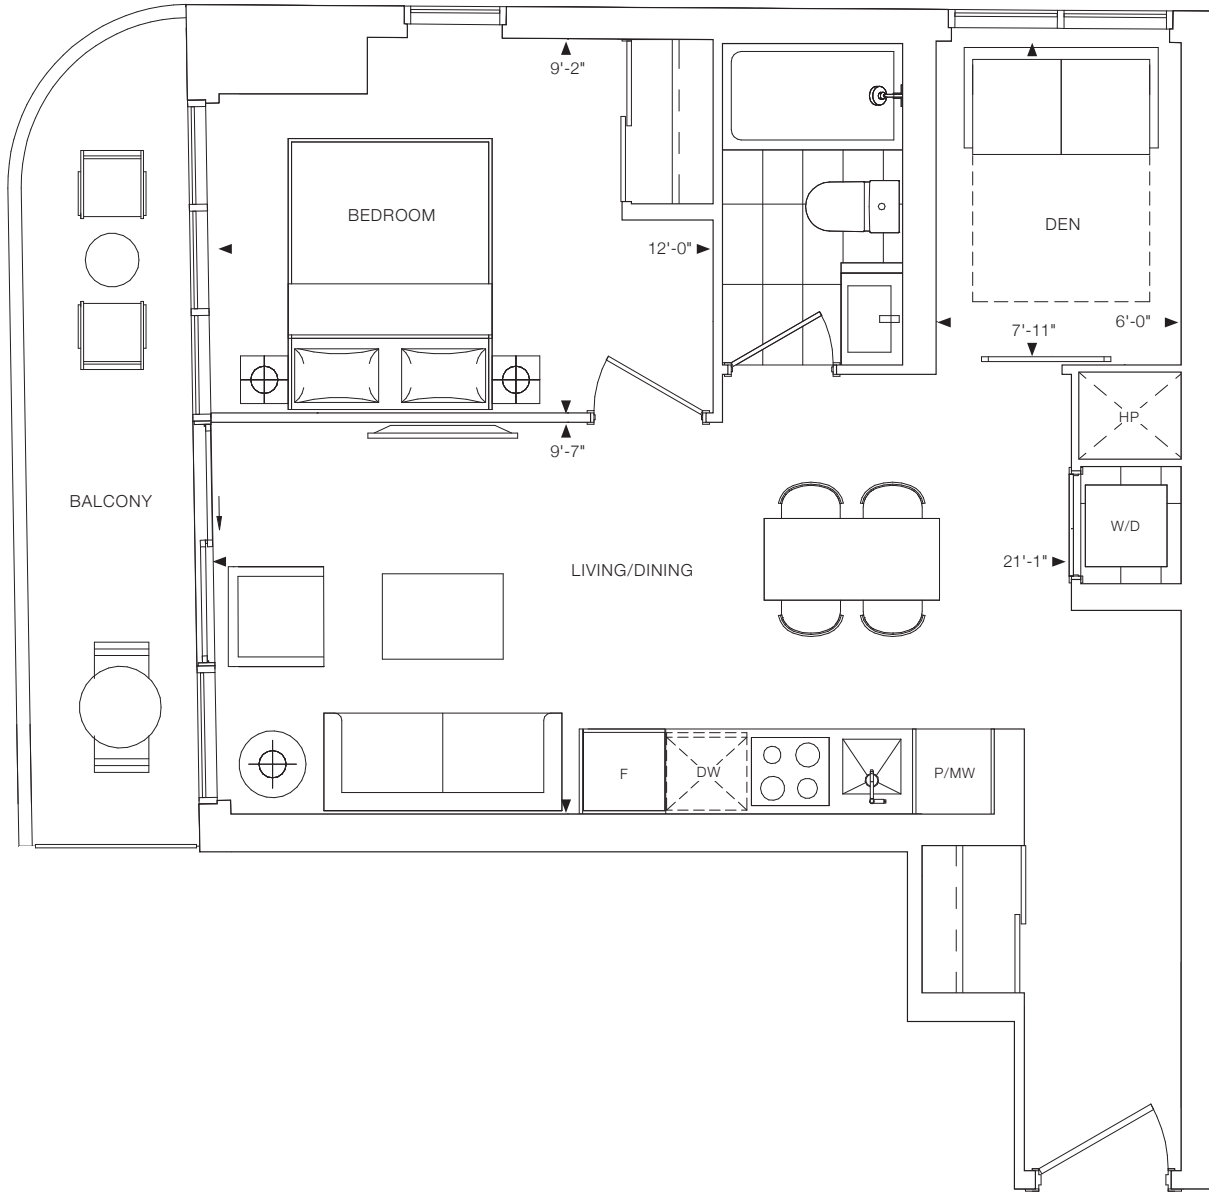 9'-2"
BEDROOM
12'-0"
DEN
7'-11"
6'-0"
HP
9'-7"
BALCONY
W/D
LIVING/DINING
21'-1"
F
DW
P/MW